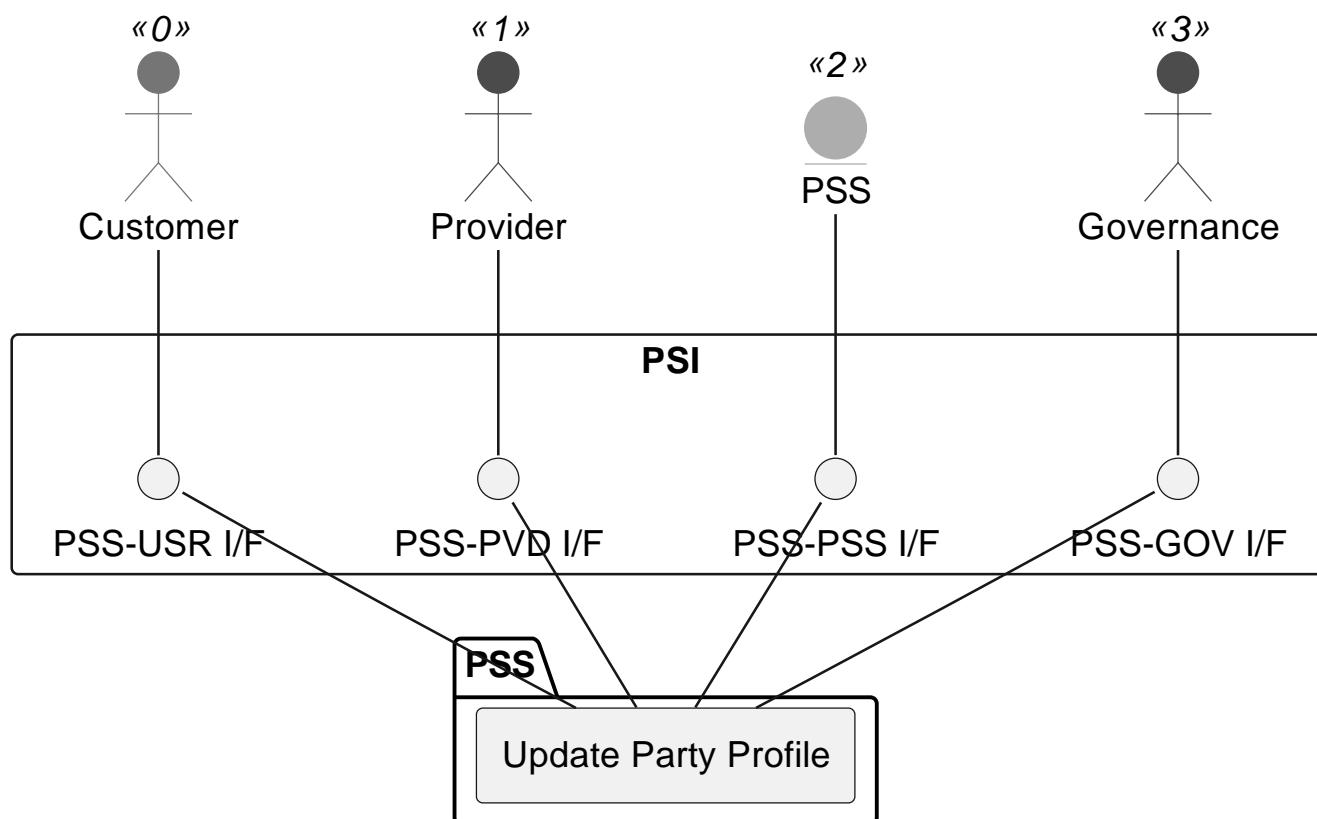 «0»
«1»
«2»
«3»
Customer
Provider
PSS
Governance
PSI
PSS-USR I/F
PSS-PVD I/F
PSS-PSS I/F
PSS-GOV I/F
PSS
Update Party Profile